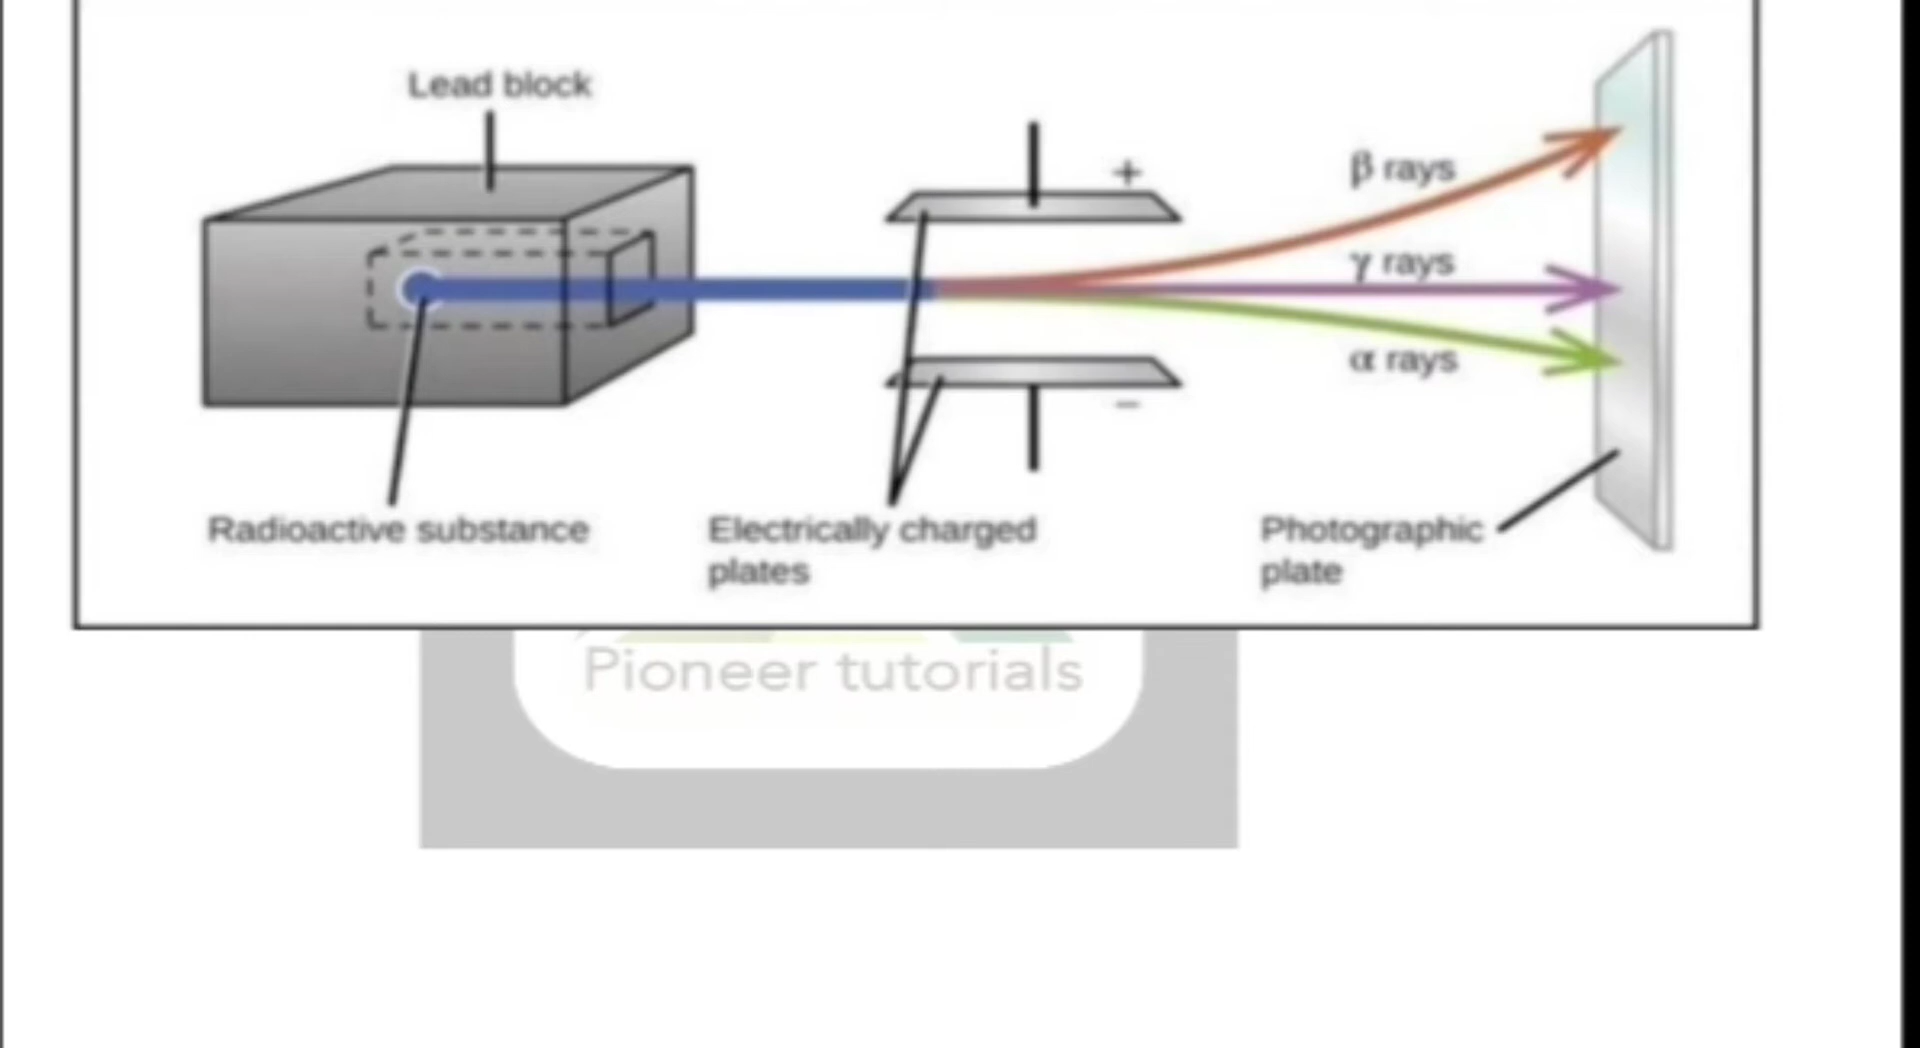 Lead block
+
β rays
γ rays
α rays
−
Radioactive substance
Electrically charged
plates
Photographic
plate
Pioneer tutorials